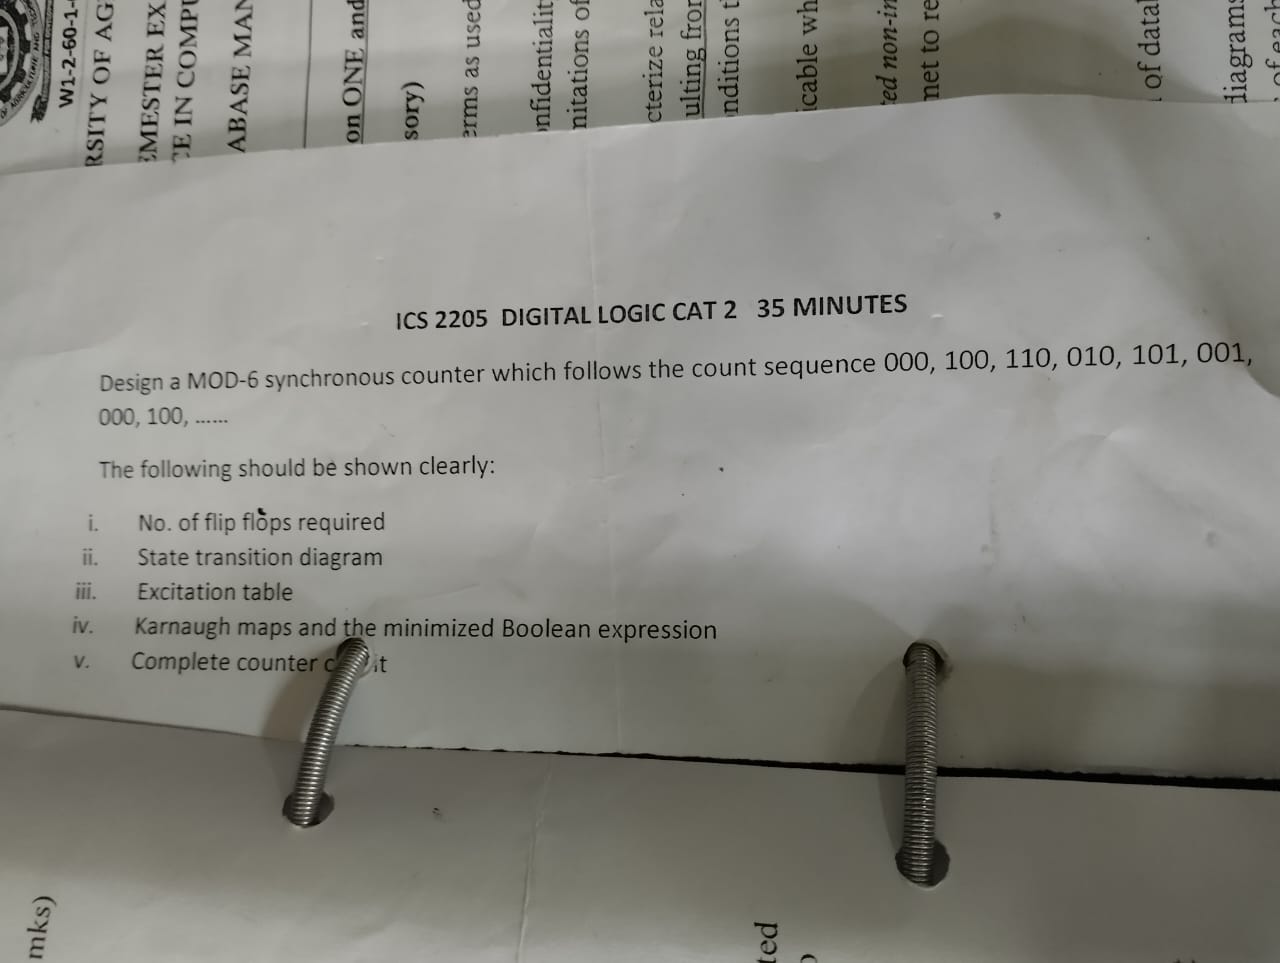 W1-2-60-1-
RSITY OF AG
EMESTER EX
CE IN COMPU
ABASE MAN
on ONE and
sory)
erms as used
onfidentialit
nitations of
cterize rela
ulting from
nditions t
icable wh
ted non-in
net to re
of datab
diagrams
of each
ICS 2205 DIGITAL LOGIC CAT 2 35 MINUTES
Design a MOD-6 synchronous counter which follows the count sequence 000, 100, 110, 010, 101, 001,
000, 100, ......
The following should be shown clearly:
i. No. of flip flops required
ii. State transition diagram
iii. Excitation table
iv. Karnaugh maps and the minimized Boolean expression
v. Complete counter c it
mks)
ted